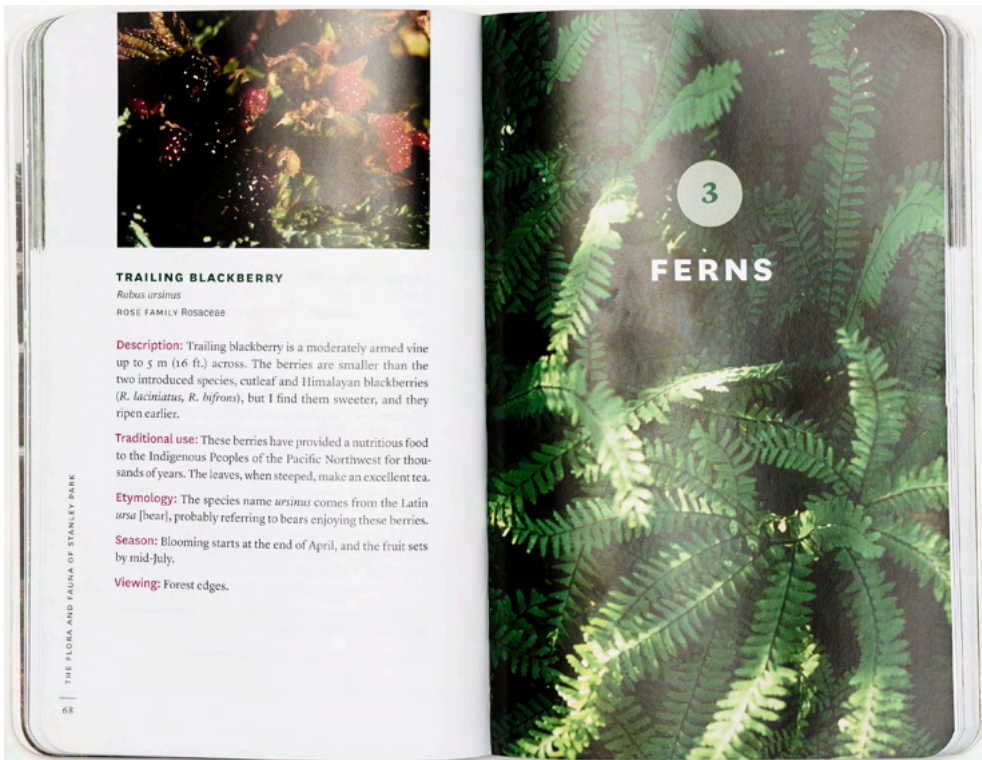 TRAILING BLACKBERRY
Rubus ursinus
ROSE FAMILY Rosaceae
Description: Trailing blackberry is a moderately armed vine
up to 5 m (16 ft.) across. The berries are smaller than the
two introduced species, cutleaf and Himalayan blackberries
(R. laciniatus, R. bifrons), but I find them sweeter, and they
ripen earlier.
Traditional use: These berries have provided a nutritious food
to the Indigenous Peoples of the Pacific Northwest for thou-
sands of years. The leaves, when steeped, make an excellent tea.
Etymology: The species name ursinus comes from the Latin
ursa [bear], probably referring to bears enjoying these berries.
Season: Blooming starts at the end of April, and the fruit sets
by mid-July.
Viewing: Forest edges.
THE FLORA AND FAUNA OF STANLEY PARK
68
3
FERNS